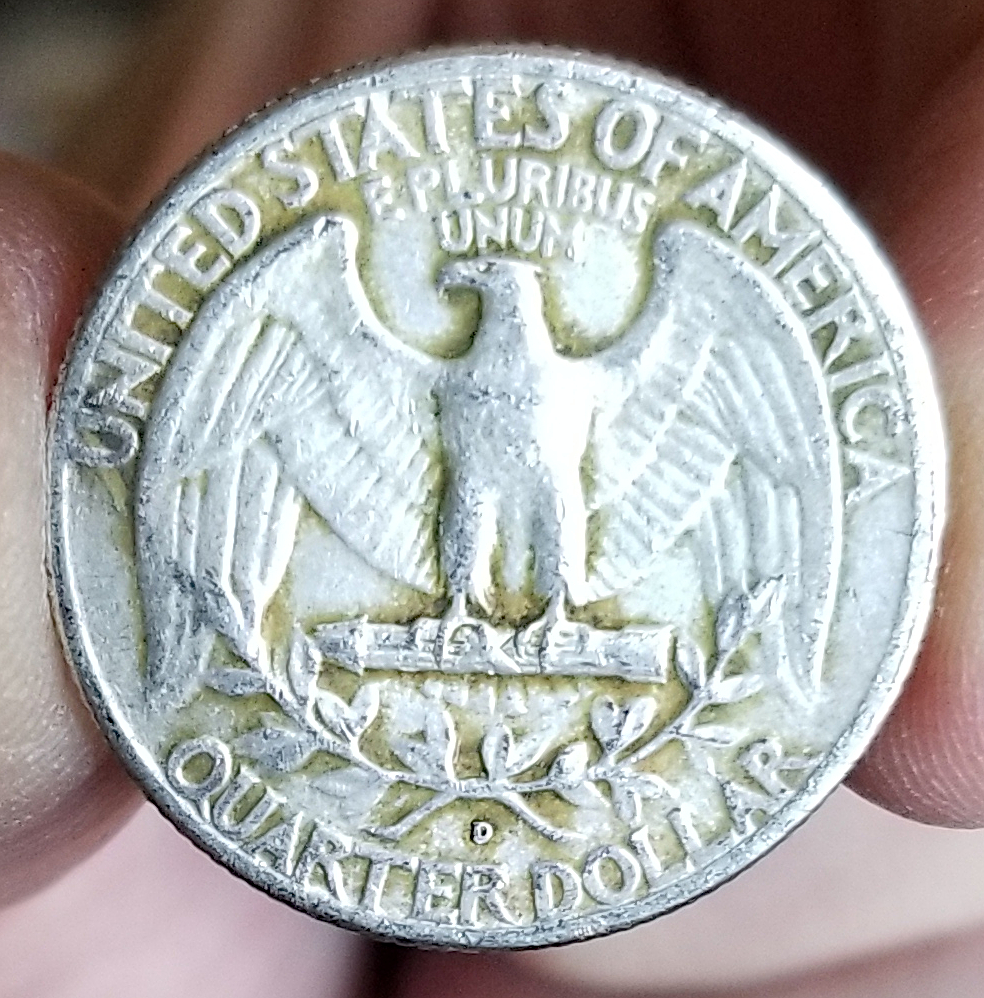 UNITED STATES OF AMERICA
E PLURIBUS
UNUM
D
QUARTER DOLLAR